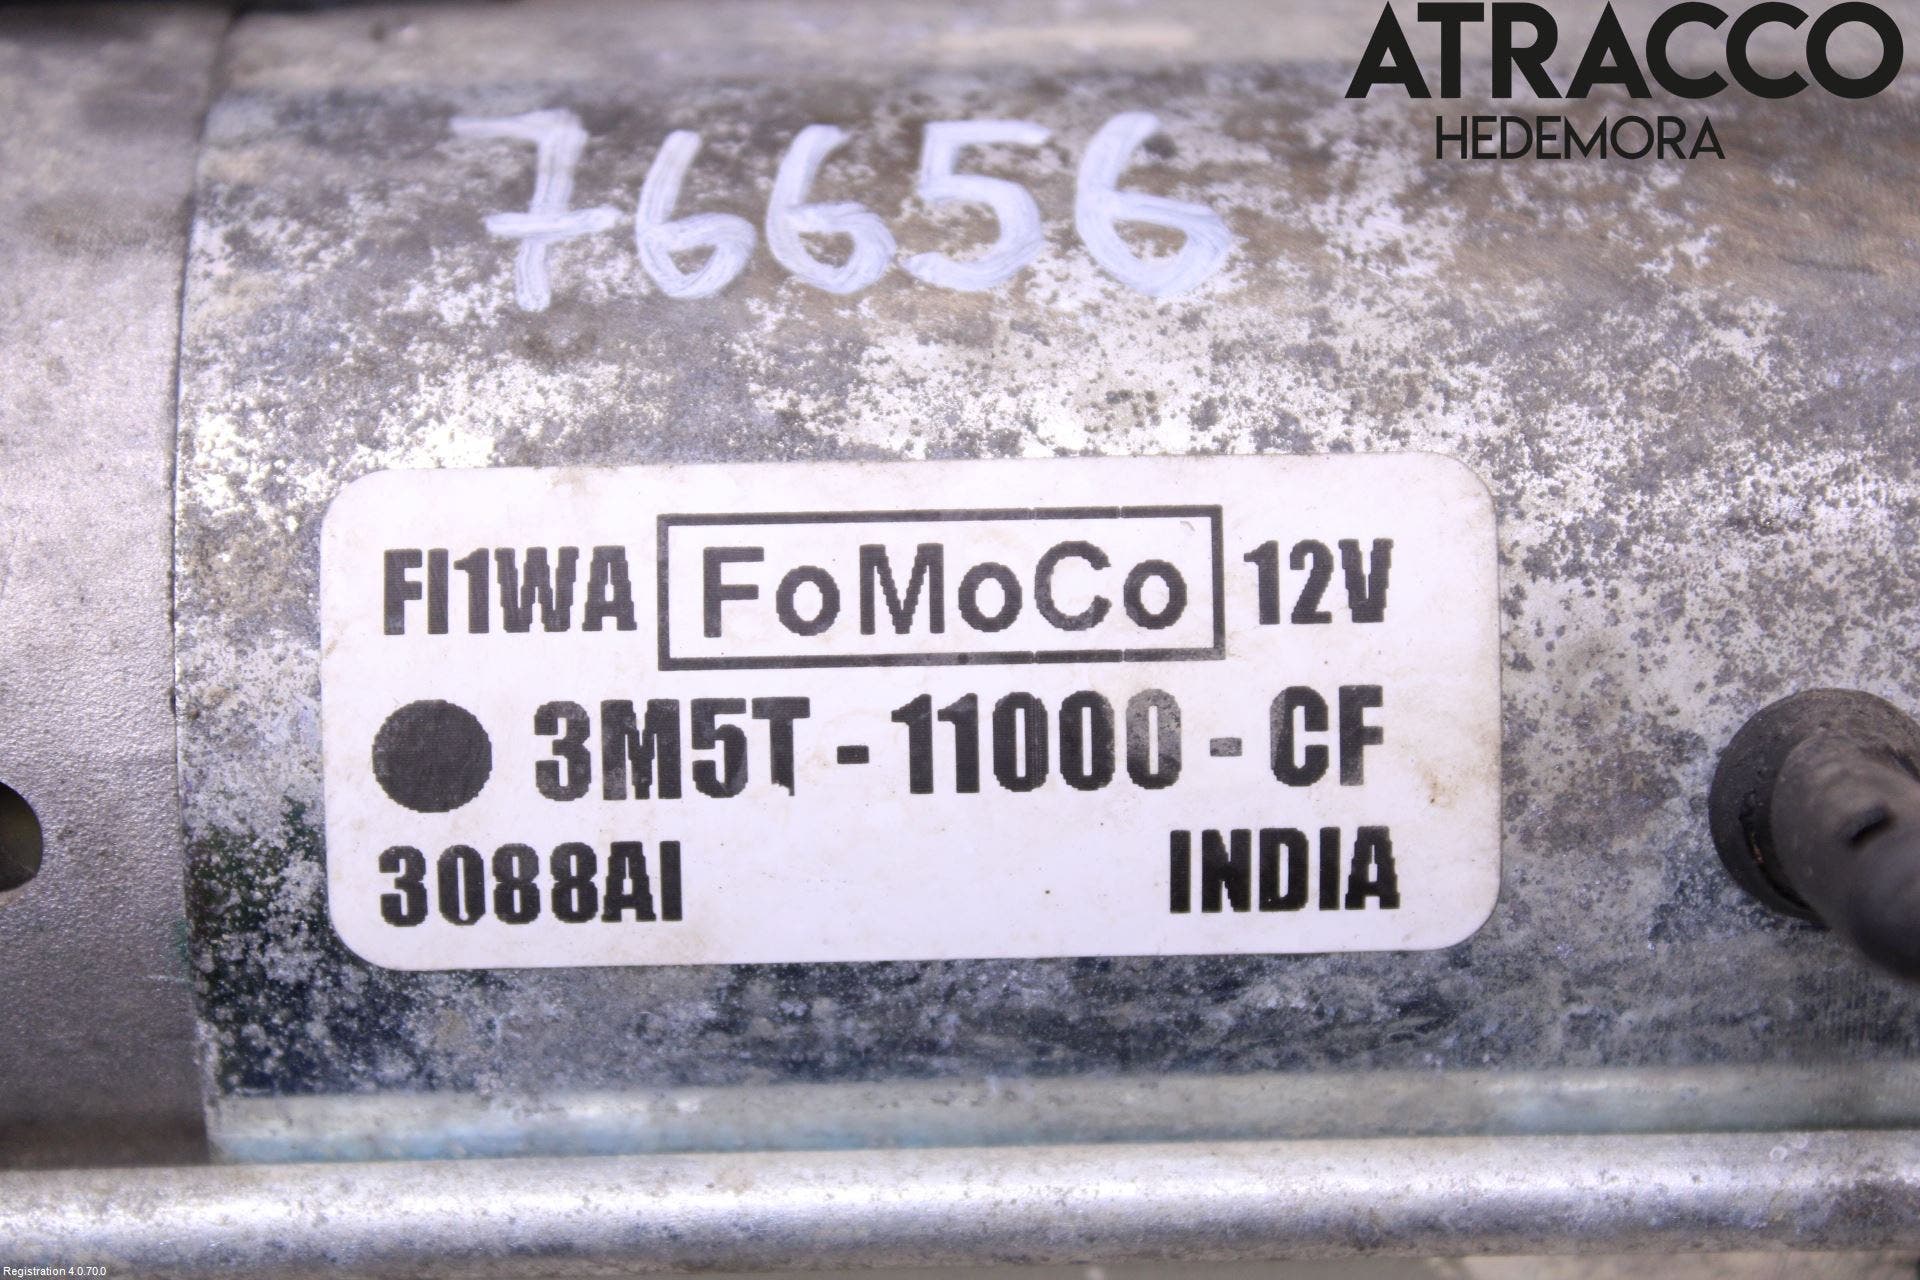 ATRACCO
HEDEMORA
76656
FI1WA FoMoCo 12V
3M5T - 11000 - CF
3088AI INDIA
Registration 4.0.70.0